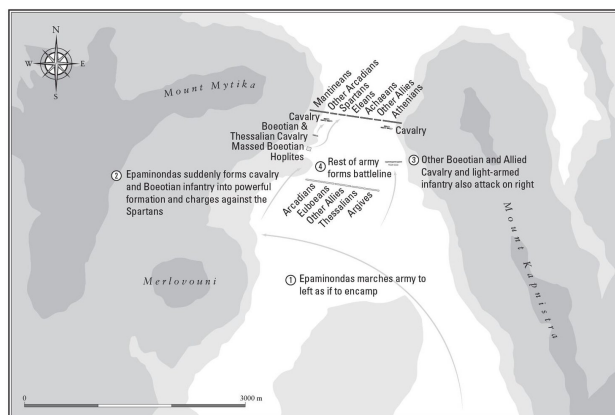 N
W
E
S
Mount Mytika
Mantineans
Other Arcadians
Spartans
Eleans
Achaeans
Other Allies
Athenians
Cavalry
Cavalry
Boeotian &
Thessalian Cavalry
Massed Boeotian
Hoplites
② Epaminondas suddenly forms cavalry
and Boeotian infantry into powerful
formation and charges against the
Spartans
④ Rest of army
forms battleline
③ Other Boeotian and Allied
Cavalry and light-armed
infantry also attack on right
Arcadians
Euboeans
Other Allies
Thessalians
Argives
Mount Kapnistra
Merlovouni
① Epaminondas marches army to
left as if to encamp
0
3000 m